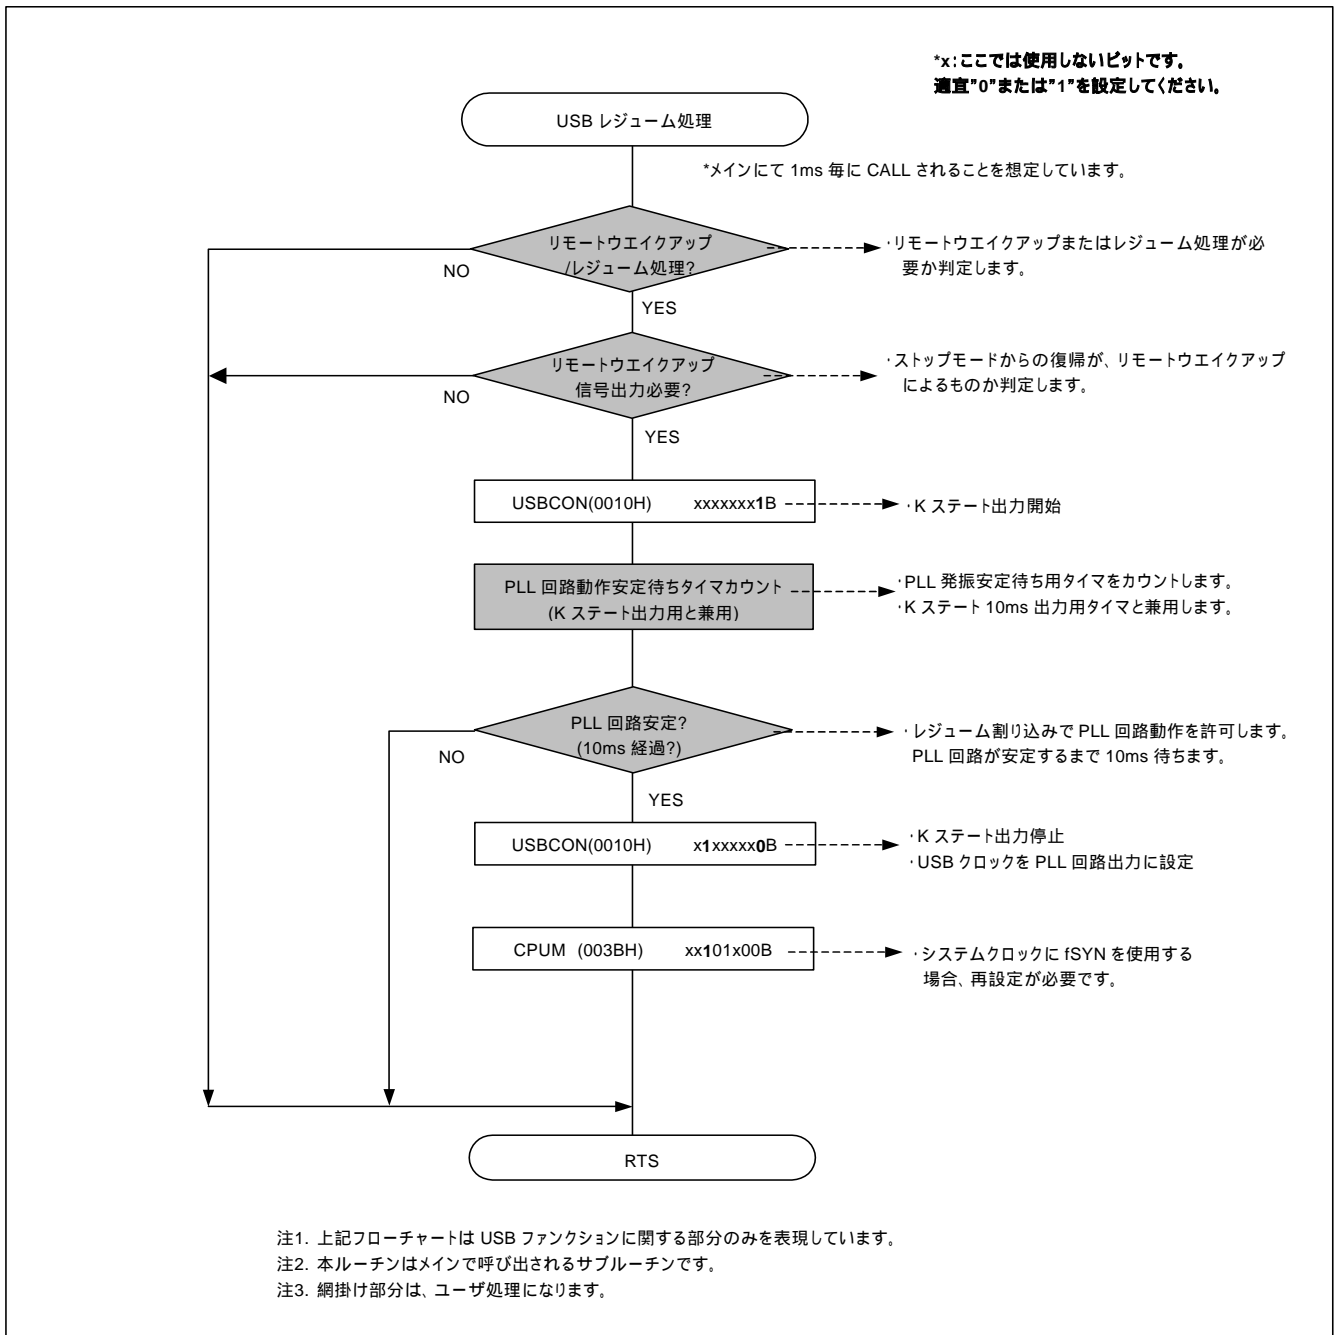 *x:ここでは使用しないビットです。
適宜"0"または"1"を設定してください。
USB レジューム処理
*メインにて 1ms 毎に CALL されることを想定しています。
リモートウエイクアップ
/レジューム処理?
・リモートウエイクアップまたはレジューム処理が必
要か判定します。
NO
YES
リモートウエイクアップ
信号出力必要?
・ストップモードからの復帰が、リモートウエイクアップ
によるものか判定します。
NO
YES
USBCON(0010H) xxxxxxx1B
・K ステート出力開始
PLL 回路動作安定待ちタイマカウント
(K ステート出力用と兼用)
・PLL 発振安定待ち用タイマをカウントします。
・K ステート 10ms 出力用タイマと兼用します。
PLL 回路安定?
(10ms 経過?)
・レジューム割り込みで PLL 回路動作を許可します。
PLL 回路が安定するまで 10ms 待ちます。
NO
YES
USBCON(0010H) x1xxxxx0B
・K ステート出力停止
・USB クロックを PLL 回路出力に設定
CPUM (003BH) xx101x00B
・システムクロックに fSYN を使用する
場合、再設定が必要です。
RTS
注1. 上記フローチャートは USB ファンクションに関する部分のみを表現しています。
注2. 本ルーチンはメインで呼び出されるサブルーチンです。
注3. 網掛け部分は、ユーザ処理になります。